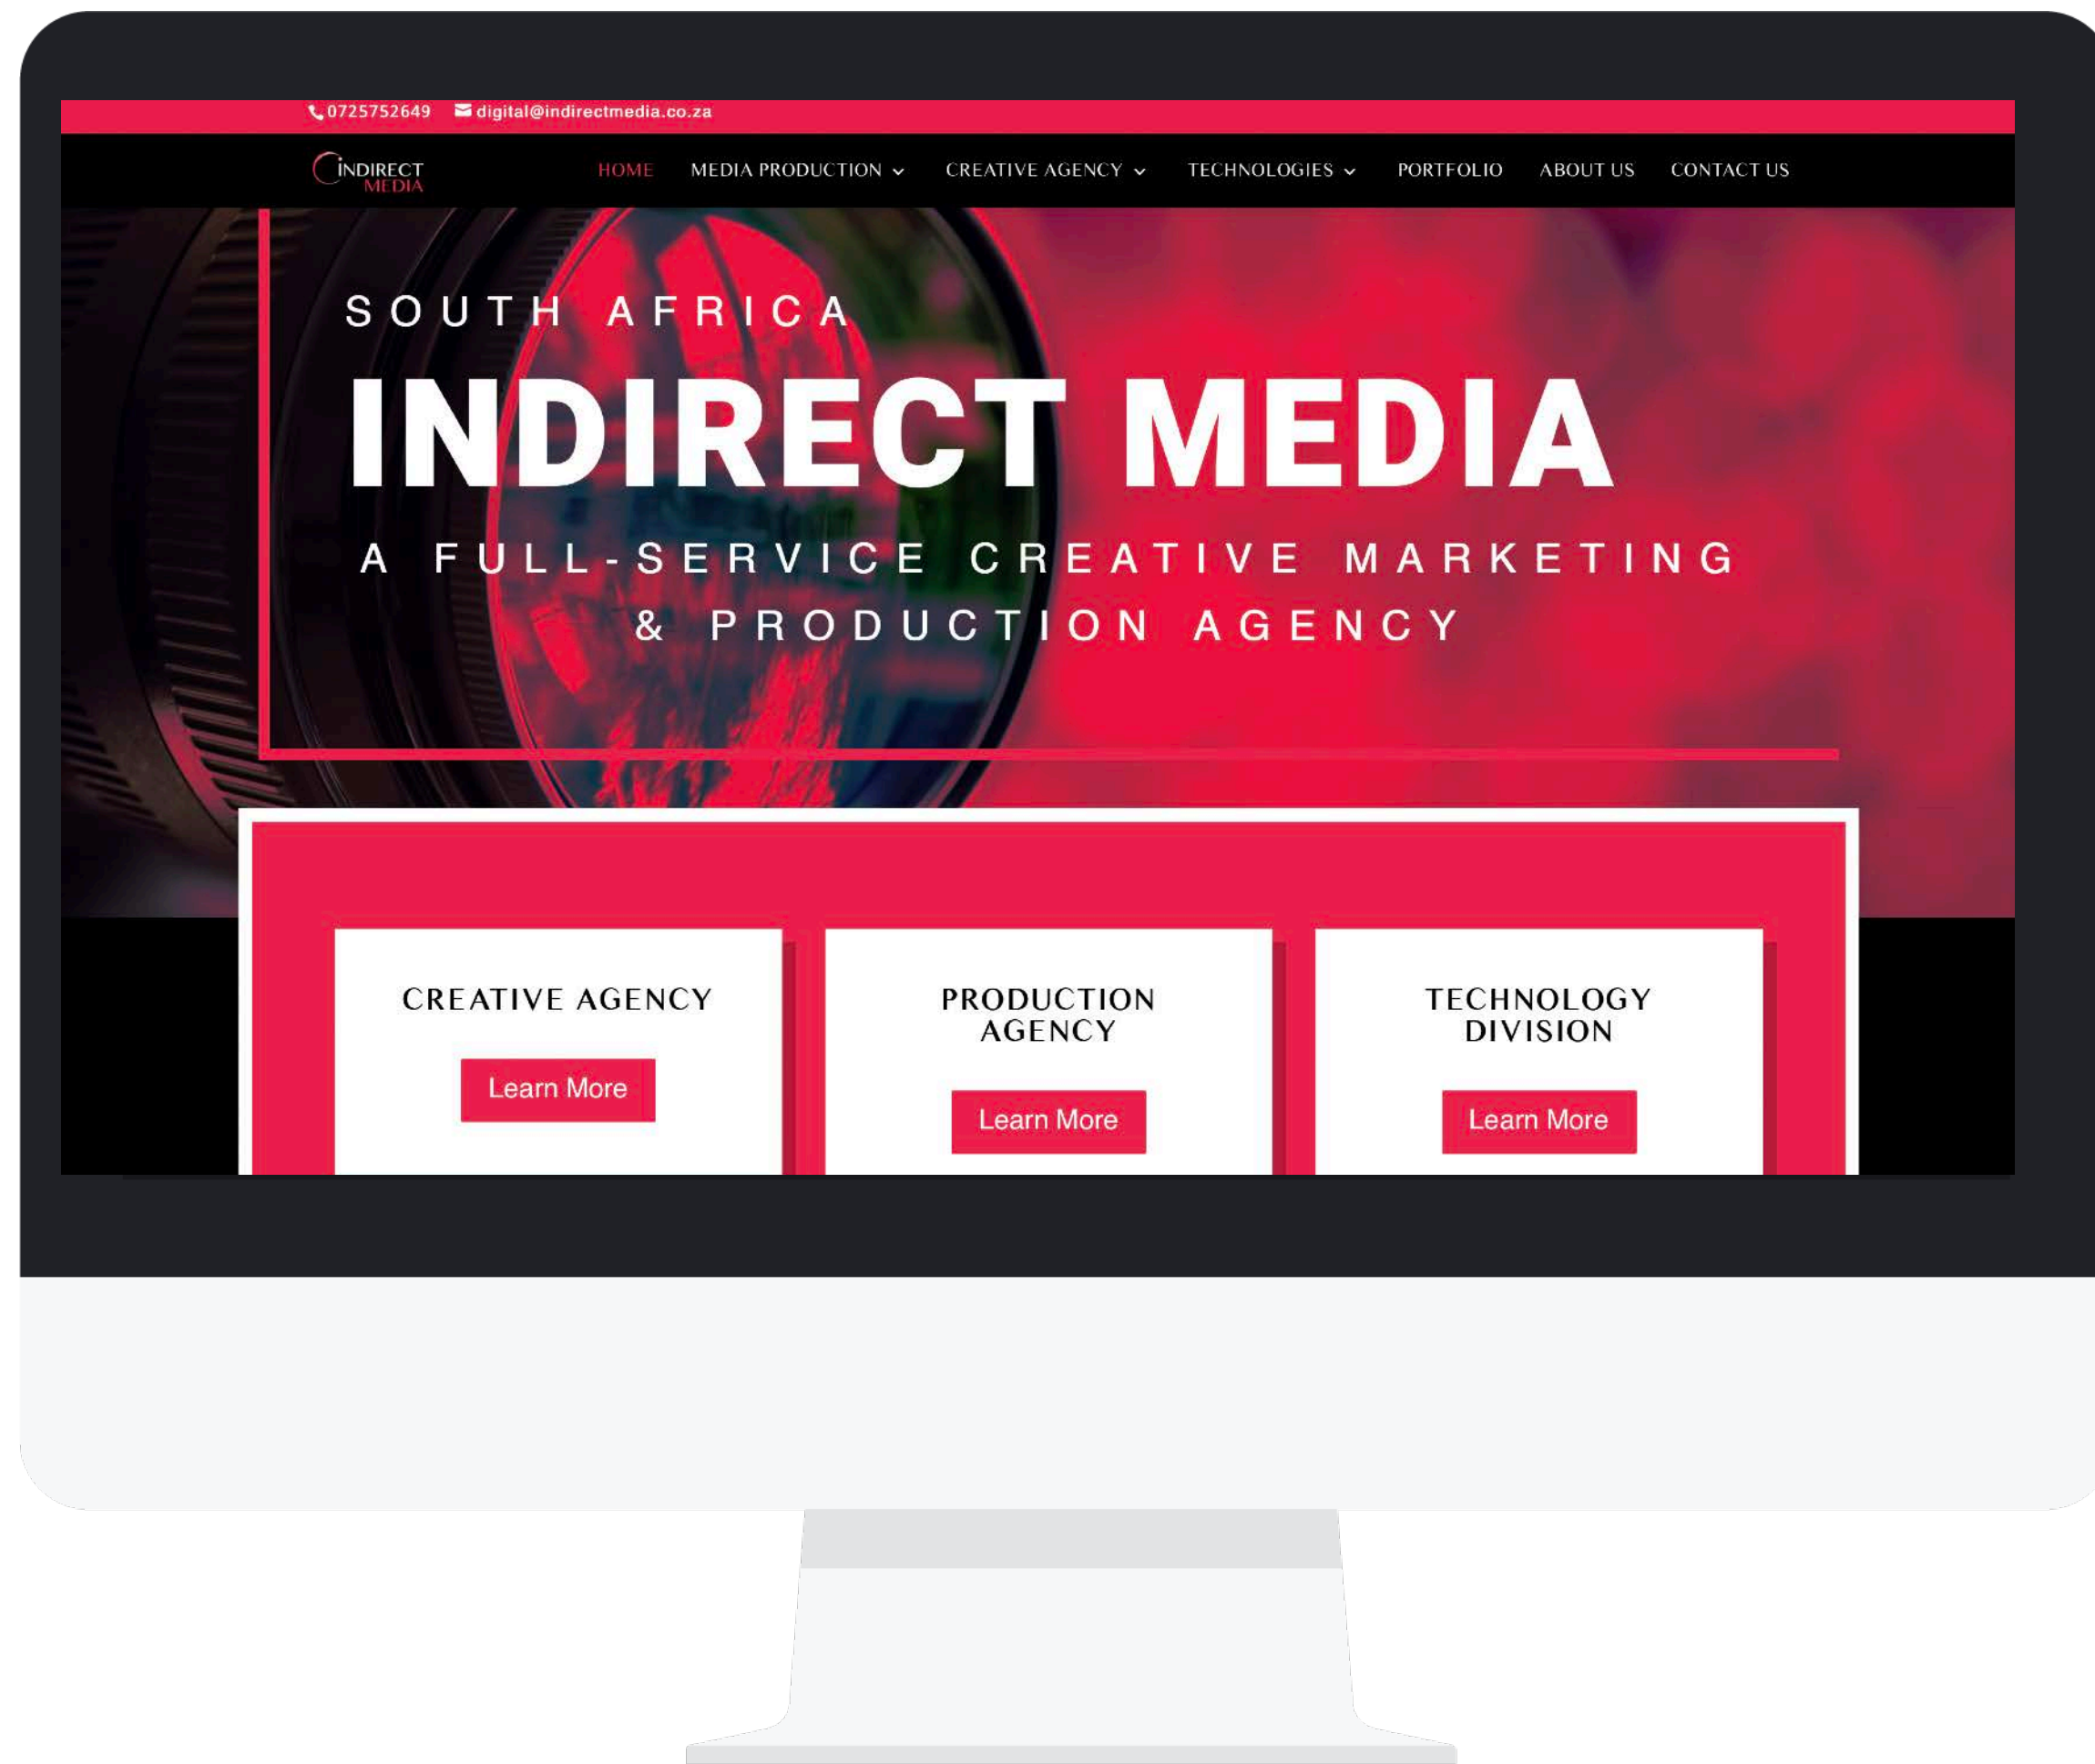 0725752649 digital@indirectmedia.co.za
INDIRECT
MEDIA
HOME MEDIA PRODUCTION CREATIVE AGENCY TECHNOLOGIES PORTFOLIO ABOUT US CONTACT US
SOUTH AFRICA
INDIRECT MEDIA
A FULL-SERVICE CREATIVE MARKETING
& PRODUCTION AGENCY
CREATIVE AGENCY
Learn More
PRODUCTION
AGENCY
Learn More
TECHNOLOGY
DIVISION
Learn More